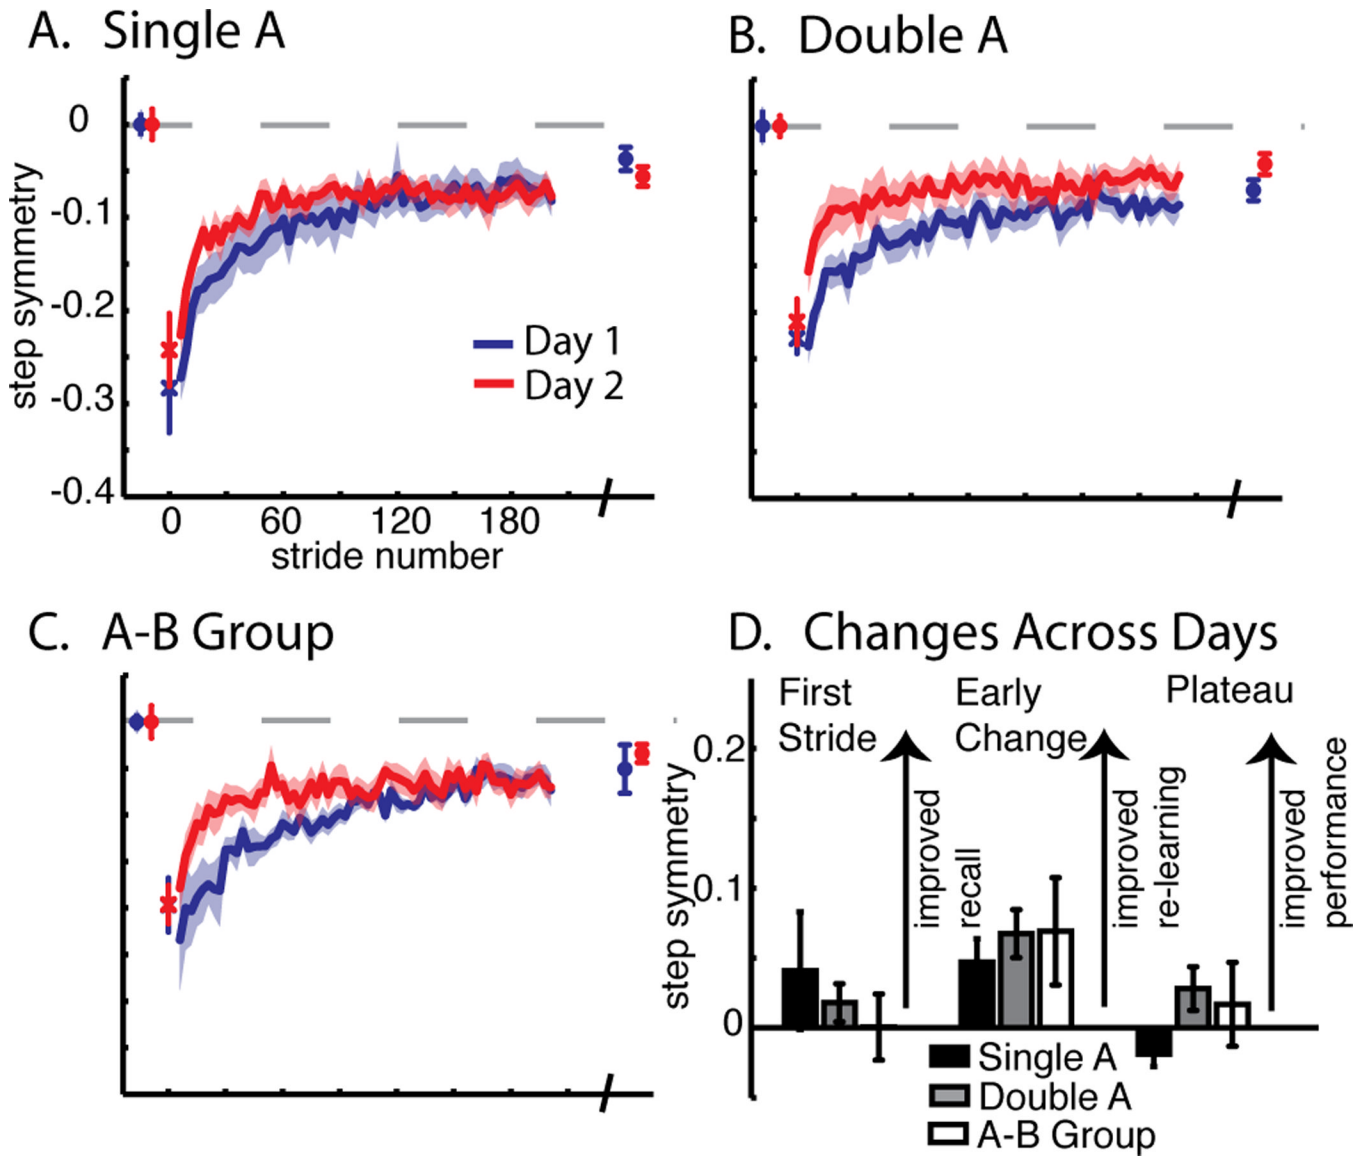 A. Single A
B. Double A
0
-0.1
-0.2
-0.3
-0.4
step symmetry
Day 1
Day 2
0 60 120 180
stride number
C. A-B Group
D. Changes Across Days
First
Stride
Early
Change
Plateau
0.2
0.1
0
step symmetry
improved
recall
improved
re-learning
improved
performance
Single A
Double A
A-B Group